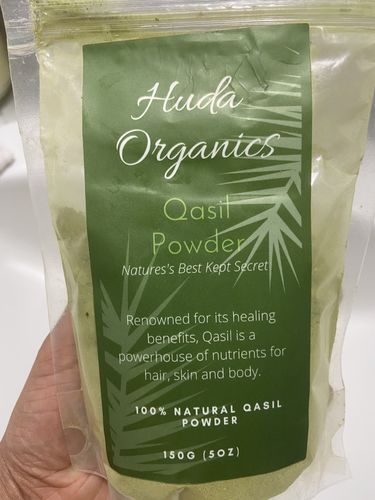 Huda
Organics
Qasil
Powder
Natures's Best Kept Secret
Renowned for its healing
benefits, Qasil is a
powerhouse of nutrients for
hair, skin and body.
100% NATURAL QASIL
POWDER
150G (5OZ)